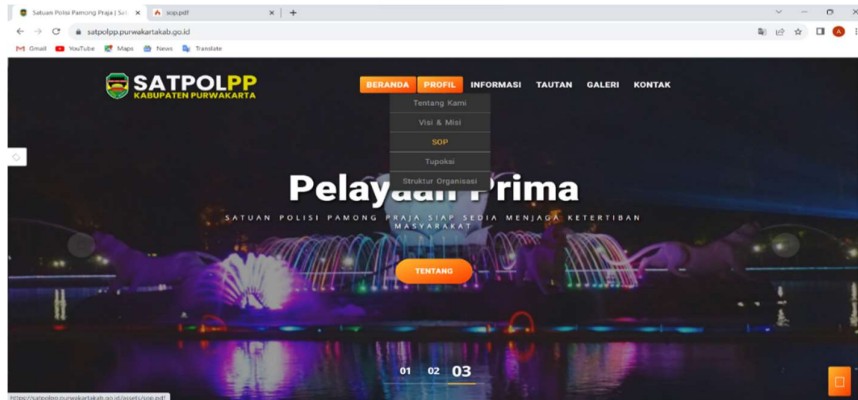 Satuan Polisi Pamong Praja | Sat
sop.pdf
satpolpp.purwakartakab.go.id
Gmail YouTube Maps News Translate
SATPOLPP
KABUPATEN PURWAKARTA
BERANDA PROFIL INFORMASI TAUTAN GALERI KONTAK
Tentang Kami
Visi & Misi
SOP
Tupoksi
Struktur Organisasi
Pelayaan Prima
SATUAN POLISI PAMONG PRAJA SIAP SEDIA MENJAGA KETERTIBAN
MASYARAKAT
TENTANG
01 02 03
https://satpolpp.purwakartakab.go.id/assets/sop.pdf